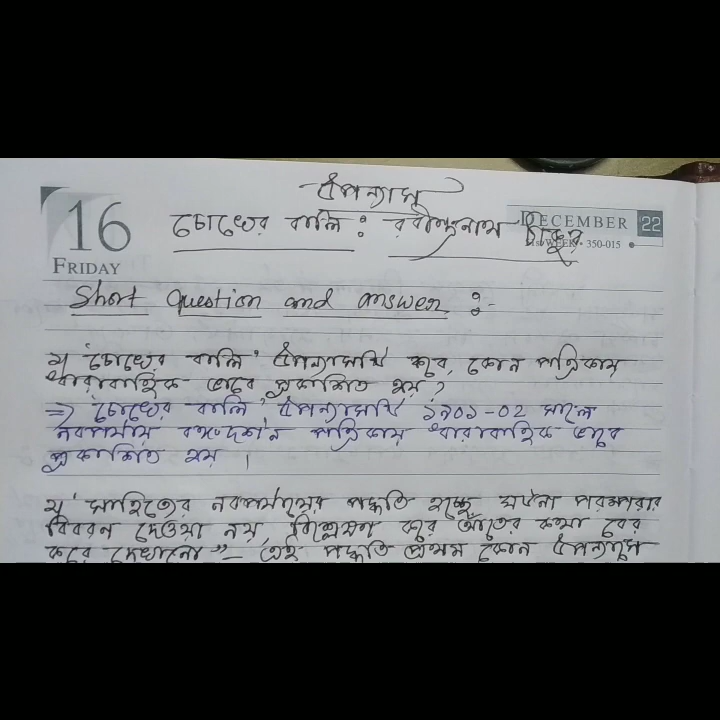 উপন্যাস
16
FRIDAY
চোখের বালি : রবীন্দ্রনাথ ঠাকুর
DECEMBER 22
WEEK • 350-015
Short Question and answer :-
১) 'চোখের বালি' উপন্যাসটি কবে, কোন পত্রিকায়
ধারাবাহিক ভাবে প্রকাশিত হয় ?
=> 'চোখের বালি' উপন্যাসটি ১৯০১-০২ সালে
নবপর্যায় বঙ্গদর্শন পত্রিকায় ধারাবাহিক ভাবে
প্রকাশিত হয় ।
'সাহিত্যের নবপর্যায়ের পদ্ধতি হচ্ছে ঘটনা পরম্পরার
বিবরন দেওয়া নয়, বিশ্লেষণ করে আঁতের কথা বের
করে দেখানো" - এই পদ্ধতি প্রথম কোন উপন্যাসে